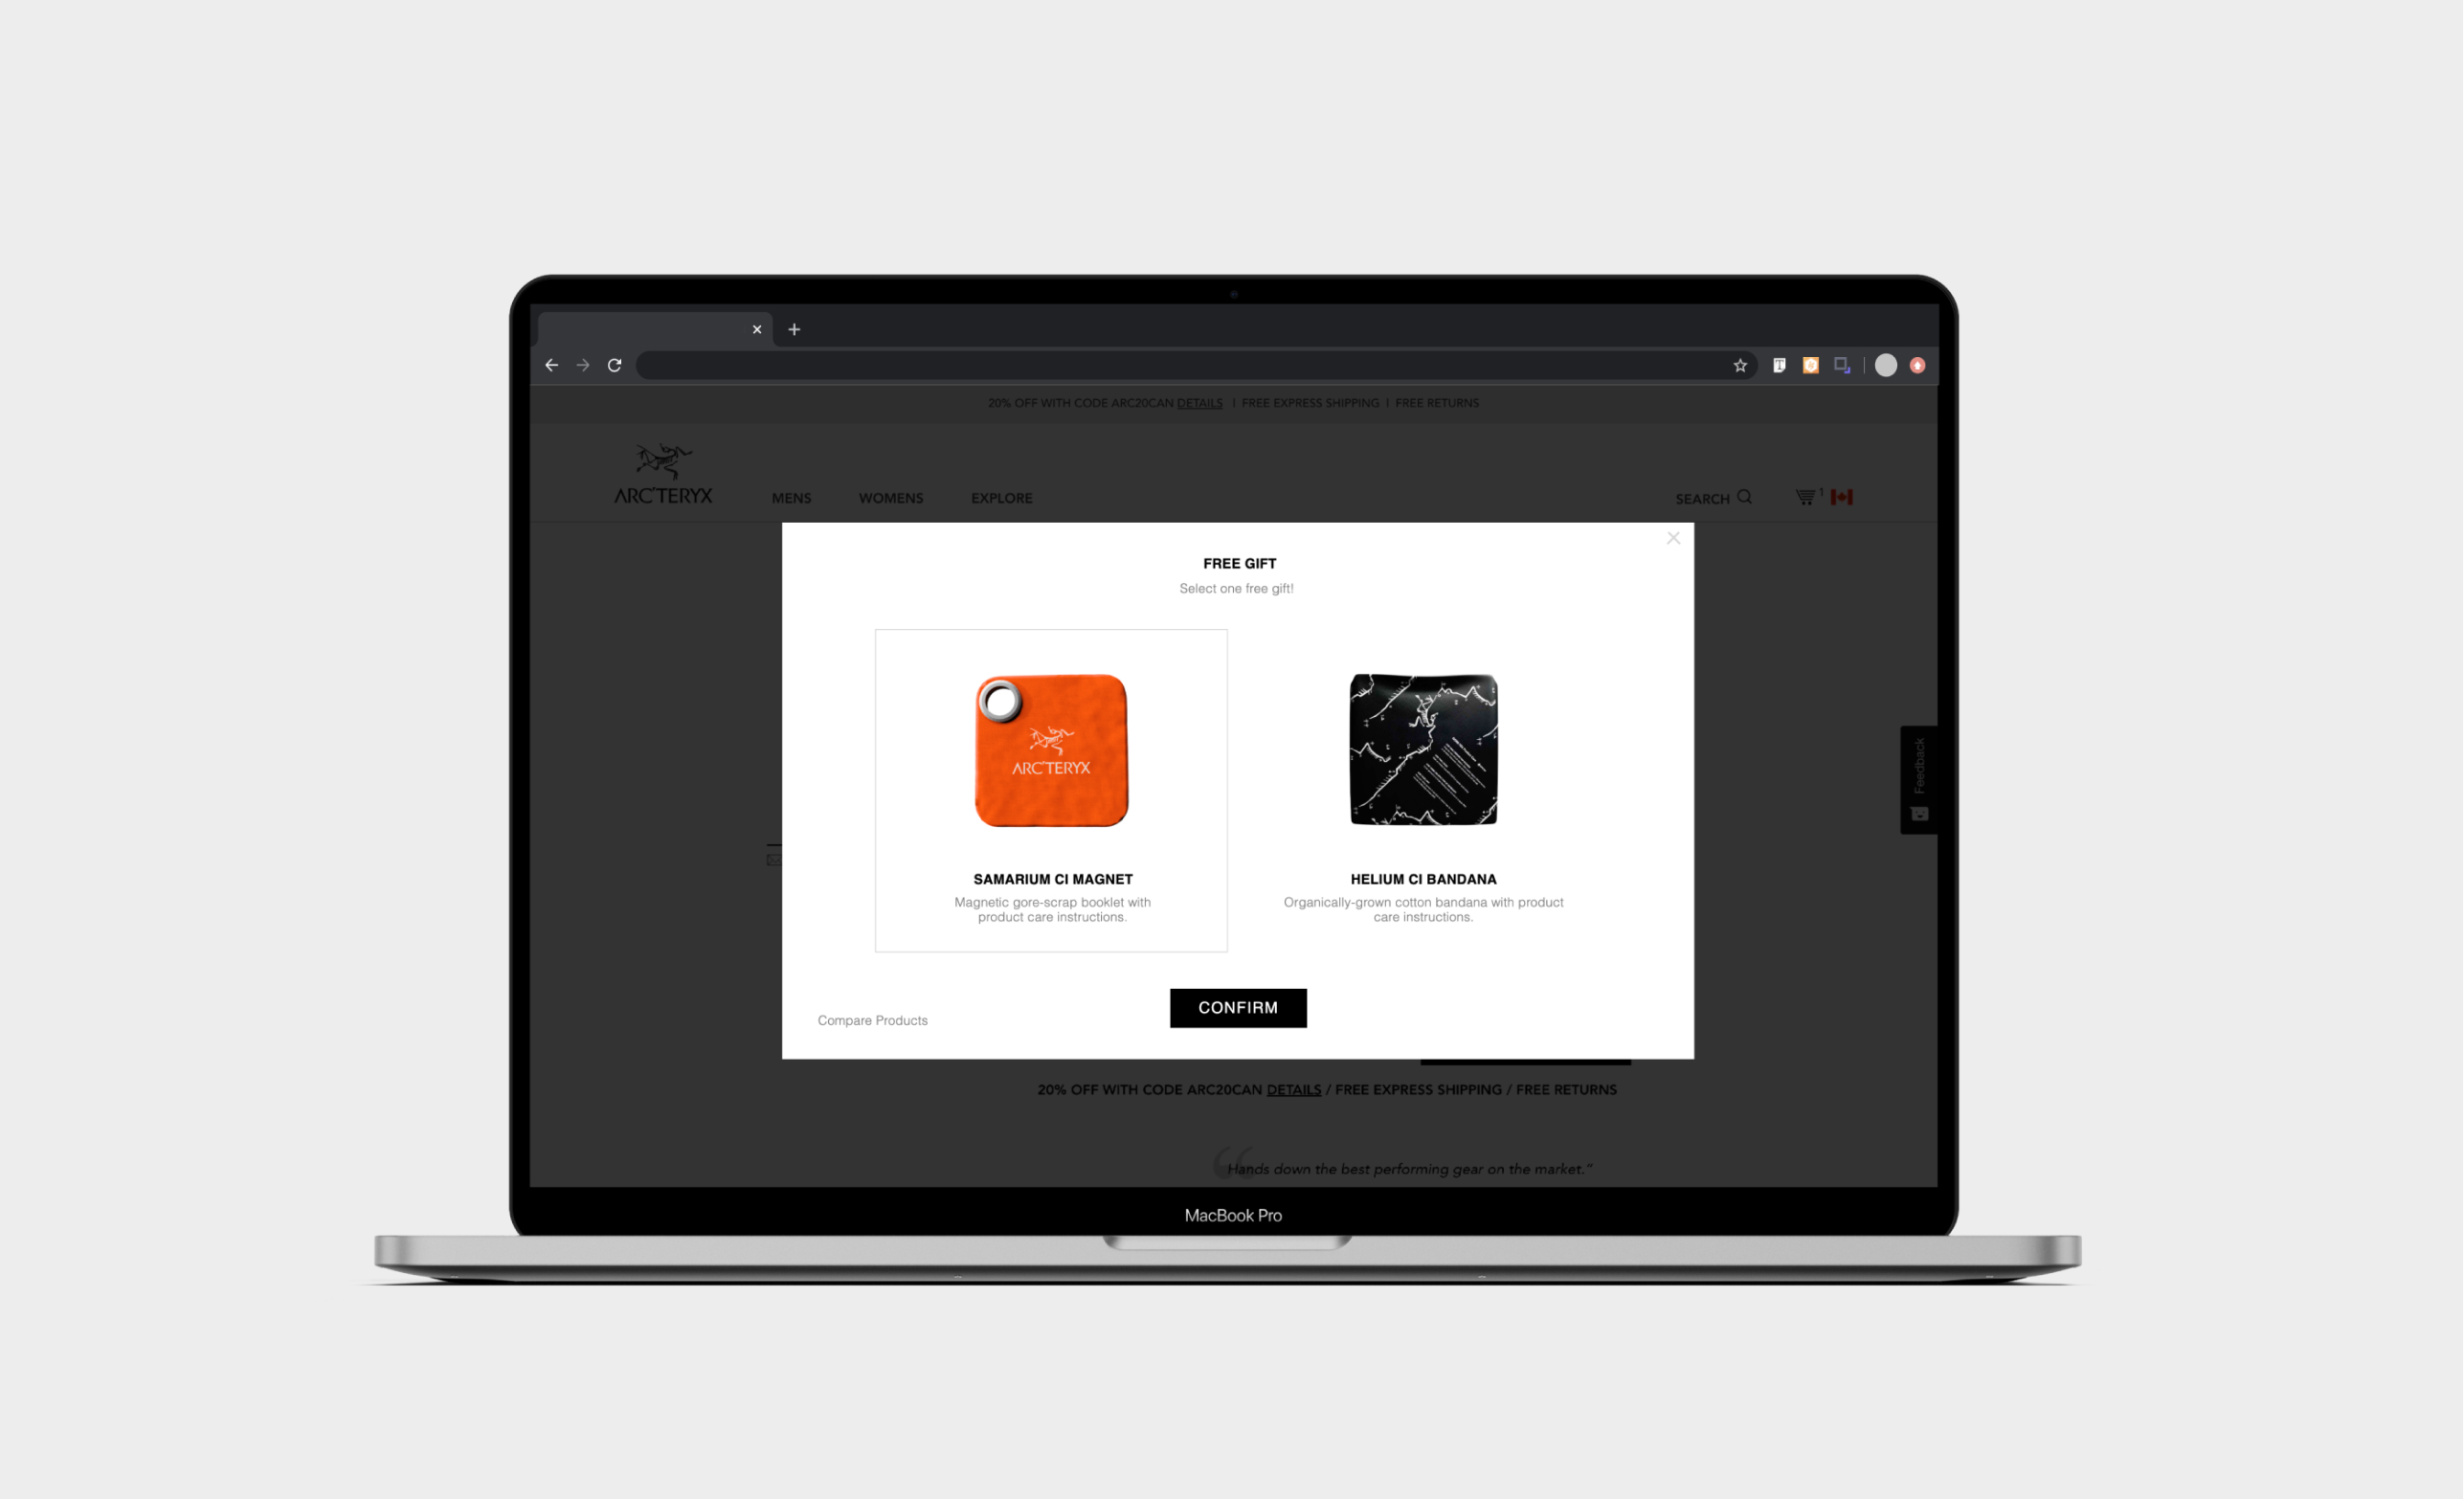 20% OFF WITH CODE ARC20CAN DETAILS | FREE EXPRESS SHIPPING | FREE RETURNS
ARC'TERYX
MENS WOMENS EXPLORE SEARCH 1
FREE GIFT
Select one free gift!
ARC'TERYX
SAMARIUM CI MAGNET
Magnetic gore-scrap booklet with
product care instructions.
HELIUM CI BANDANA
Organically-grown cotton bandana with product
care instructions.
Feedback
CONFIRM
Compare Products
20% OFF WITH CODE ARC20CAN DETAILS / FREE EXPRESS SHIPPING / FREE RETURNS
“Hands down the best performing gear on the market.”
MacBook Pro